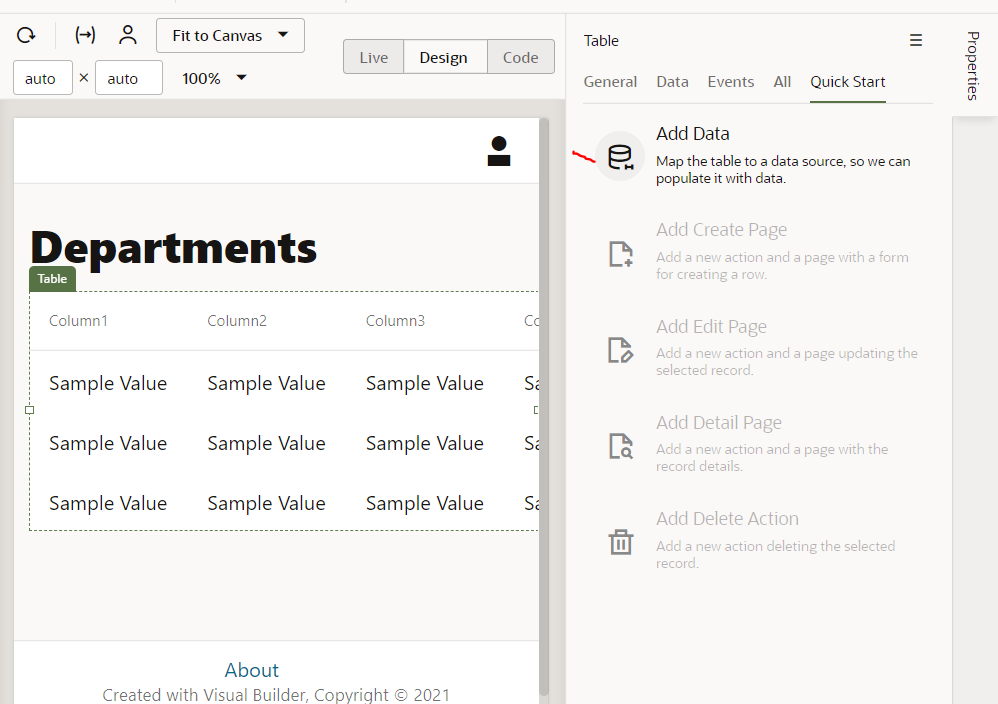 Fit to Canvas
auto × auto 100%
Live Design Code
Departments
Table
Column1 Column2 Column3 Co
Sample Value Sample Value Sample Value Sa
Sample Value Sample Value Sample Value Sa
Sample Value Sample Value Sample Value Sa
About
Created with Visual Builder, Copyright © 2021
Table
General Data Events All Quick Start
Add Data
Map the table to a data source, so we can
populate it with data.
Add Create Page
Add a new action and a page with a form
for creating a row.
Add Edit Page
Add a new action and a page updating the
selected record.
Add Detail Page
Add a new action and a page with the
record details.
Add Delete Action
Add a new action deleting the selected
record.
Properties